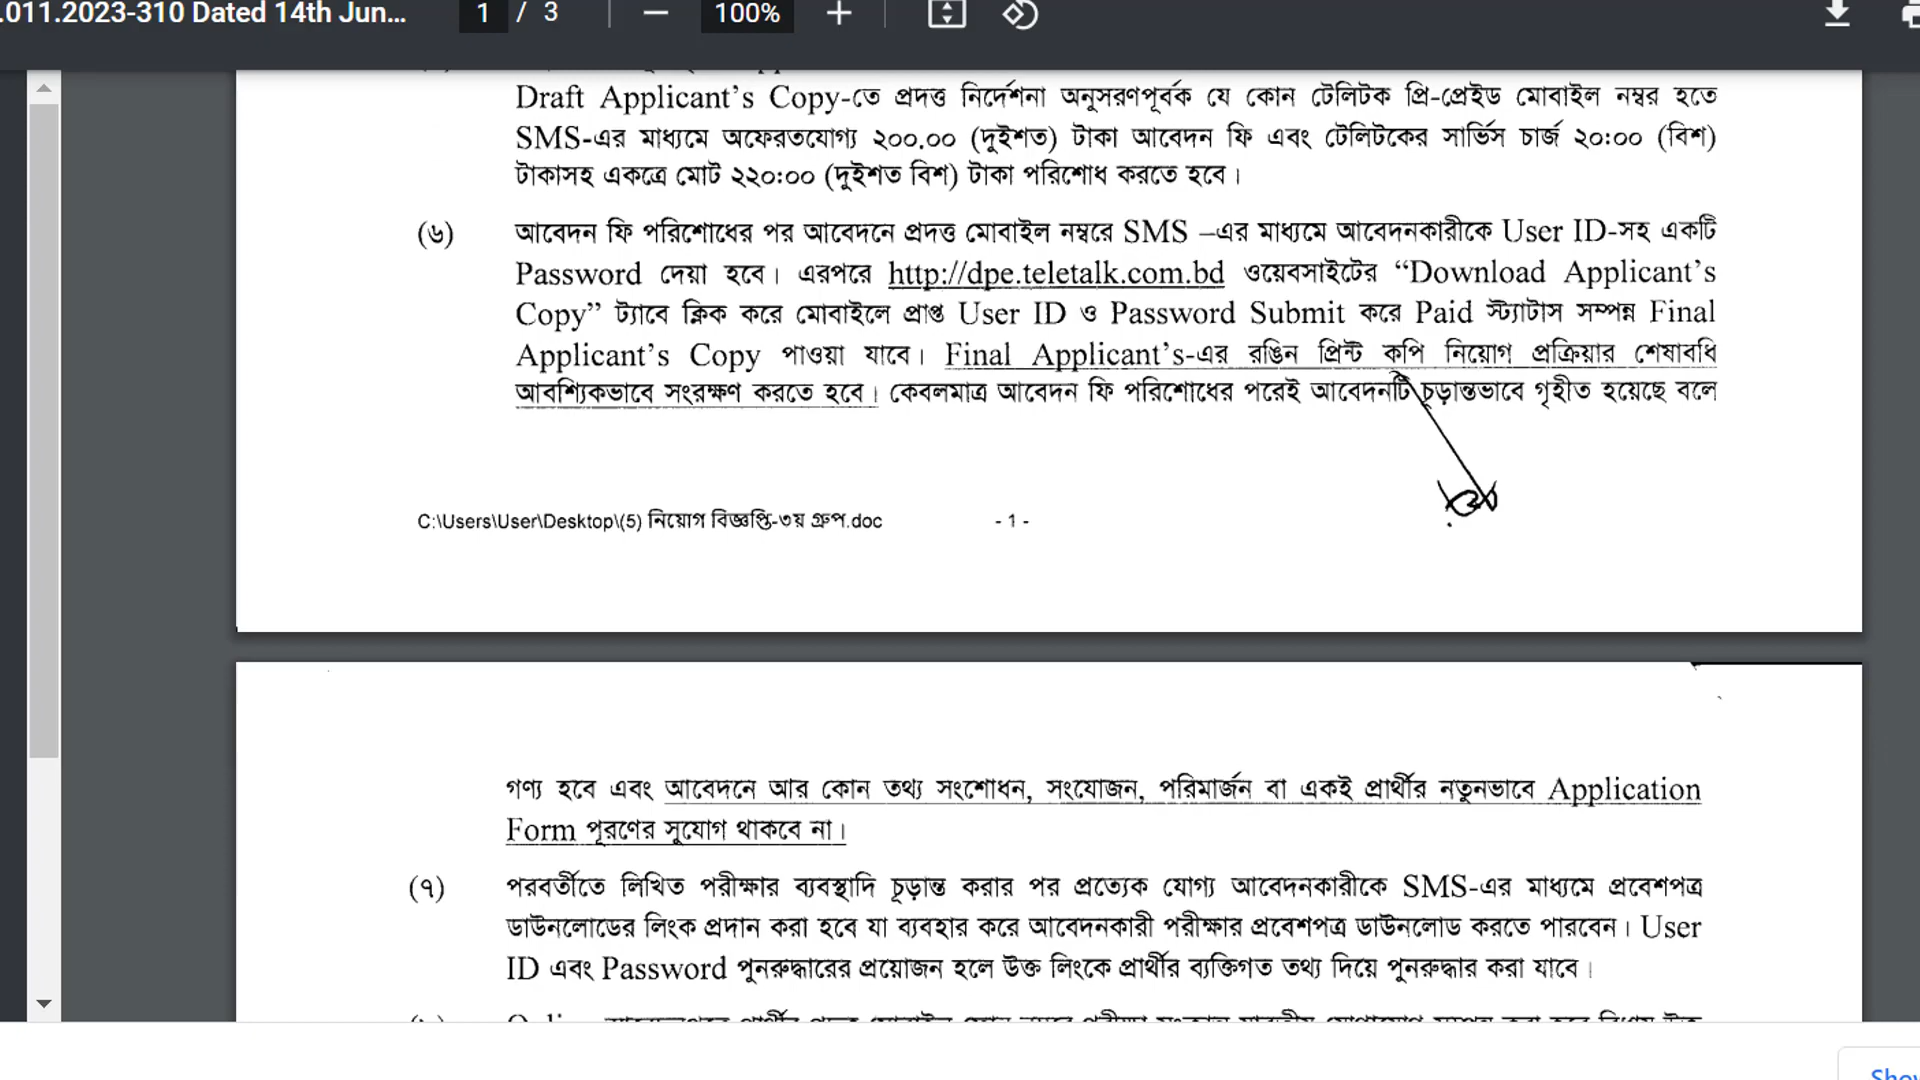 .011.2023-310 Dated 14th Jun... 1 / 3 100%
Draft Applicant's Copy-তে প্রদত্ত নির্দেশনা অনুসরণপূর্বক যে কোন টেলিটক প্রি-প্রেইড মোবাইল নম্বর হতে
SMS-এর মাধ্যমে অফেরতযোগ্য ২০০.০০ (দুইশত) টাকা আবেদন ফি এবং টেলিটকের সার্ভিস চার্জ ২০:০০ (বিশ)
টাকাসহ একত্রে মোট ২২০:০০ (দুইশত বিশ) টাকা পরিশোধ করতে হবে।
(৬) আবেদন ফি পরিশোধের পর আবেদনে প্রদত্ত মোবাইল নম্বরে SMS –এর মাধ্যমে আবেদনকারীকে User ID-সহ একটি
Password দেয়া হবে। এরপরে http://dpe.teletalk.com.bd ওয়েবসাইটের “Download Applicant’s
Copy” ট্যাবে ক্লিক করে মোবাইলে প্রাপ্ত User ID ও Password Submit করে Paid স্ট্যাটাস সম্পন্ন Final
Applicant’s Copy পাওয়া যাবে। Final Applicant’s-এর রঙিন প্রিন্ট কপি নিয়োগ প্রক্রিয়ার শেষাবধি
আবশ্যিকভাবে সংরক্ষণ করতে হবে। কেবলমাত্র আবেদন ফি পরিশোধের পরেই আবেদনটি চূড়ান্তভাবে গৃহীত হয়েছে বলে
C:\Users\User\Desktop\(5) নিয়োগ বিজ্ঞপ্তি-৩য় গ্রুপ.doc - 1 -
গণ্য হবে এবং আবেদনে আর কোন তথ্য সংশোধন, সংযোজন, পরিমার্জন বা একই প্রার্থীর নতুনভাবে Application
Form পূরণের সুযোগ থাকবে না।
(৭) পরবর্তীতে লিখিত পরীক্ষার ব্যবস্থাদি চূড়ান্ত করার পর প্রত্যেক যোগ্য আবেদনকারীকে SMS-এর মাধ্যমে প্রবেশপত্র
ডাউনলোডের লিংক প্রদান করা হবে যা ব্যবহার করে আবেদনকারী পরীক্ষার প্রবেশপত্র ডাউনলোড করতে পারবেন। User
ID এবং Password পুনরুদ্ধারের প্রয়োজন হলে উক্ত লিংকে প্রার্থীর ব্যক্তিগত তথ্য দিয়ে পুনরুদ্ধার করা যাবে।